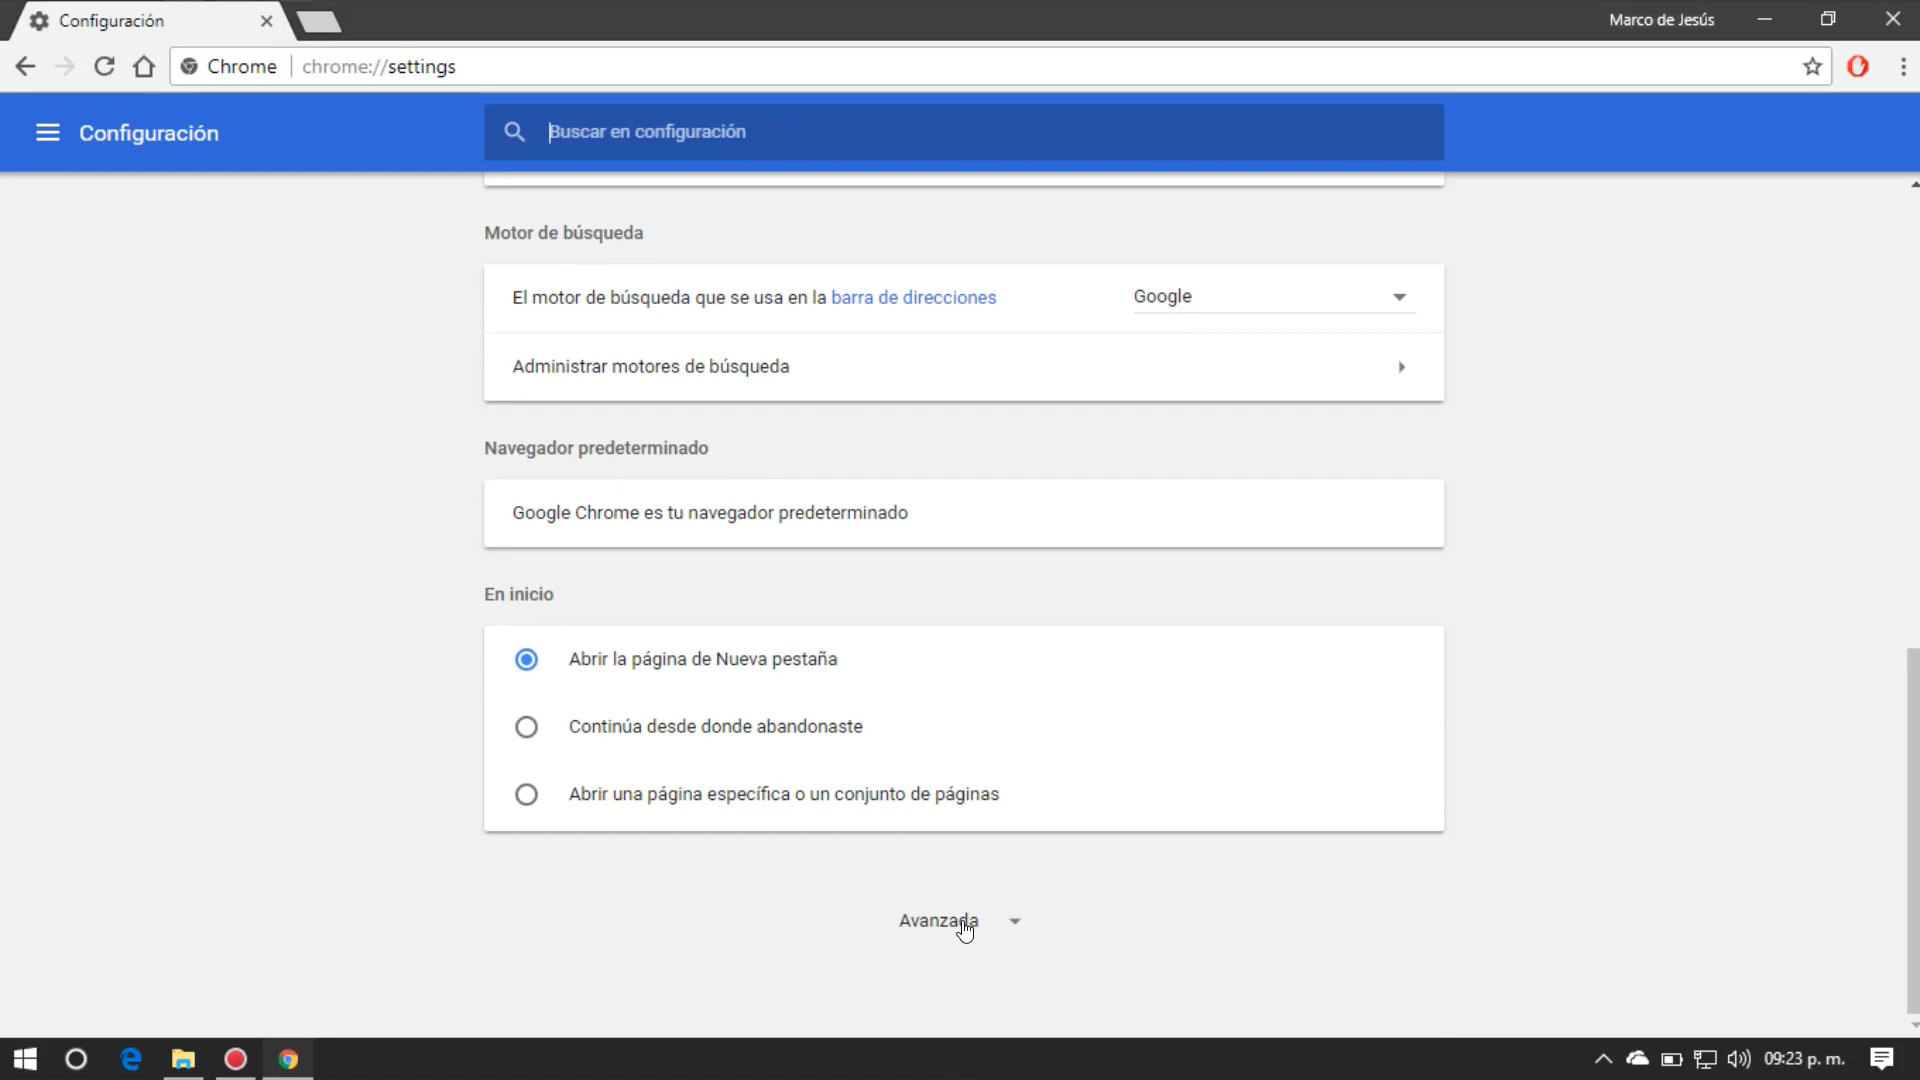 Configuración
Marco de Jesús
Chrome chrome://settings
Configuración
Buscar en configuración
Motor de búsqueda
El motor de búsqueda que se usa en la barra de direcciones Google
Administrar motores de búsqueda
Navegador predeterminado
Google Chrome es tu navegador predeterminado
En inicio
Abrir la página de Nueva pestaña
Continúa desde donde abandonaste
Abrir una página específica o un conjunto de páginas
Avanzada
09:23 p. m.